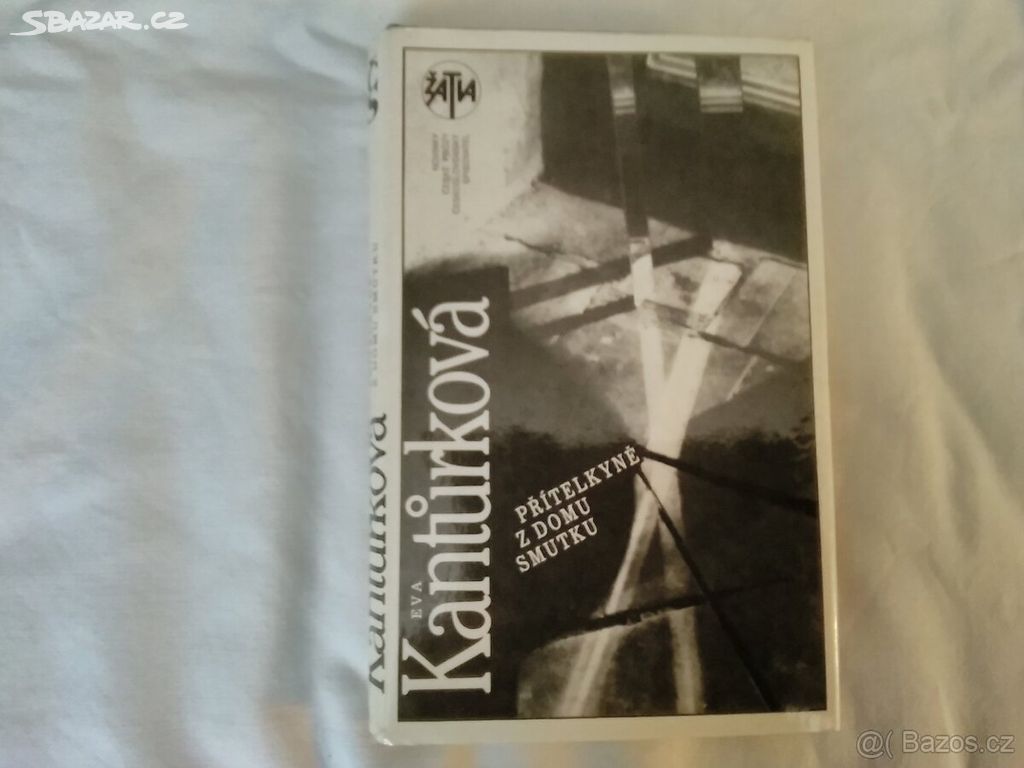 SBAZAR.CZ
ŽATVA
EVA
Kantůrková
PŘÍTELKYNĚ
Z DOMU
SMUTKU
Kantůrková
@( Bazos.cz